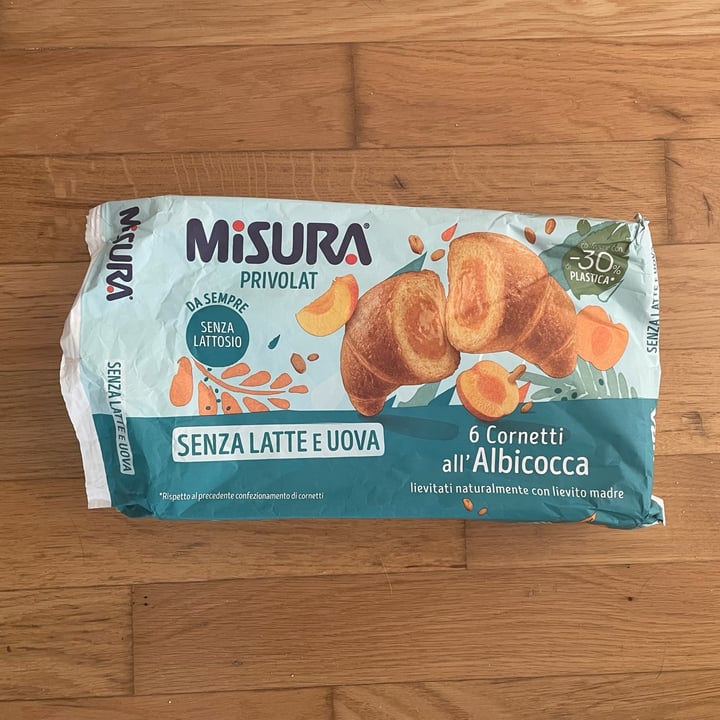 MiSURA
PRIVOLAT
DA SEMPRE
SENZA
LATTOSIO
SENZA LATTE E UOVA
*Rispetto al precedente confezionamento di cornetti
-30%
PLASTICA*
6 Cornetti
all'Albicocca
lievitati naturalmente con lievito madre
MiSURA
SENZA LATTE E UOVA
SENZA LATTE E